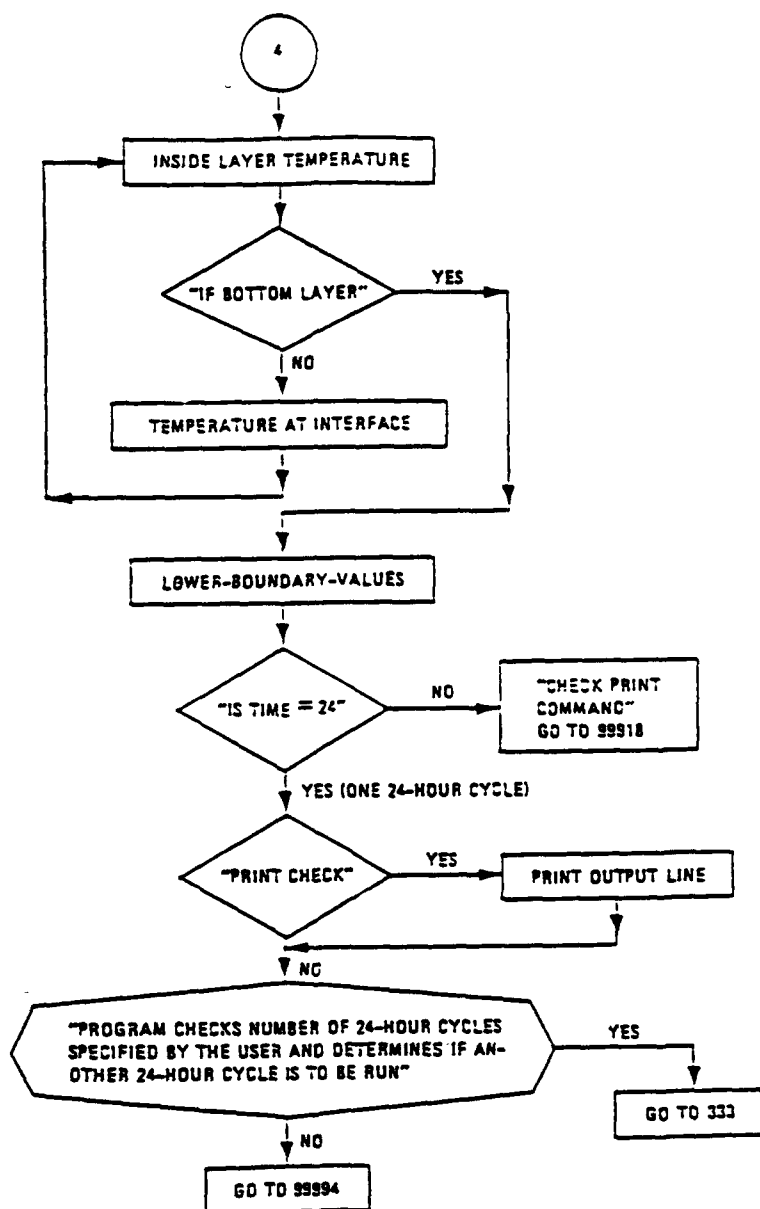 4
INSIDE LAYER TEMPERATURE
"IF BOTTOM LAYER"
YES
NO
TEMPERATURE AT INTERFACE
LOWER-BOUNDARY-VALUES
"IS TIME = 24"
NO
"CHECK PRINT
COMMAND"
GO TO 99918
YES (ONE 24-HOUR CYCLE)
"PRINT CHECK"
YES
PRINT OUTPUT LINE
NO
"PROGRAM CHECKS NUMBER OF 24-HOUR CYCLES
SPECIFIED BY THE USER AND DETERMINES IF AN-
OTHER 24-HOUR CYCLE IS TO BE RUN"
YES
GO TO 333
NO
GO TO 99994